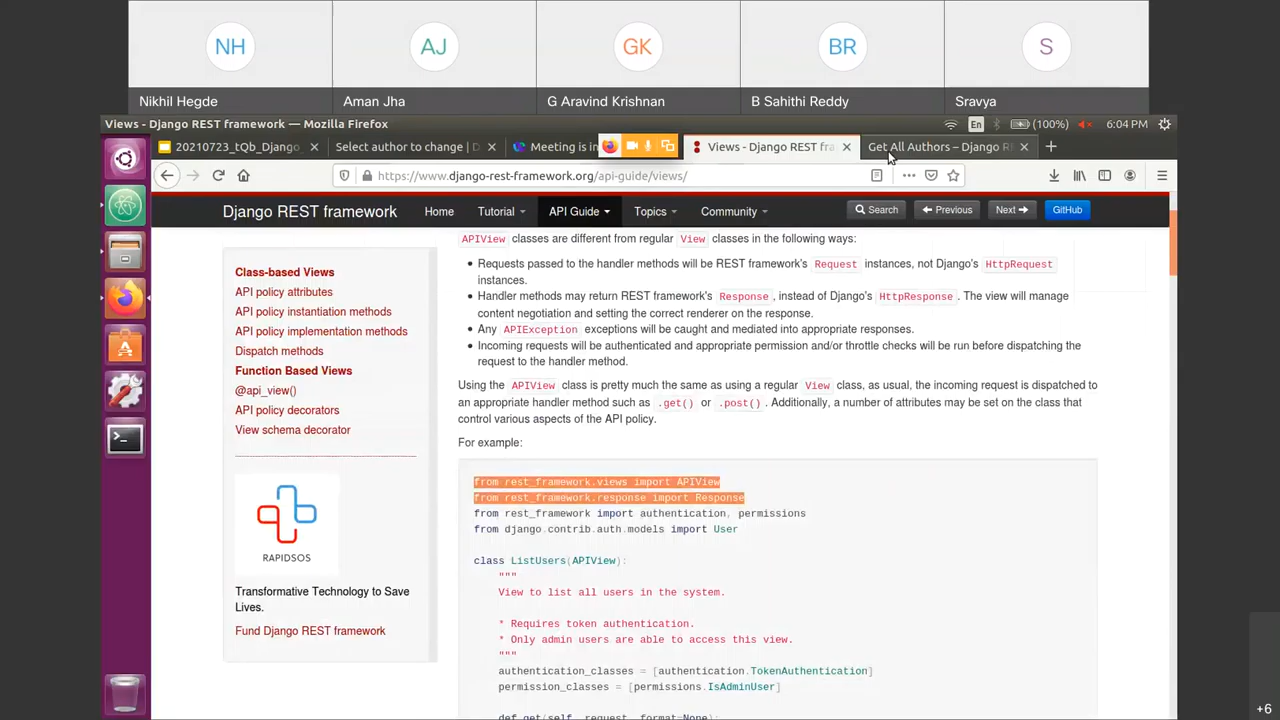 NH
AJ
GK
BR
S
Nikhil Hegde
Aman Jha
G Aravind Krishnan
B Sahithi Reddy
Sravya
Views - Django REST framework — Mozilla Firefox
En
(100%)
6:04 PM
20210723_tQb_Django
Select author to change | D
Meeting is in
Views - Django REST fra
Get All Authors – Django R
https://www.django-rest-framework.org/api-guide/views/
Django REST framework
Home
Tutorial
API Guide
Topics
Community
Search
Previous
Next
GitHub
Class-based Views
API policy attributes
API policy instantiation methods
API policy implementation methods
Dispatch methods
Function Based Views
@api_view()
API policy decorators
View schema decorator
RAPIDSOS
Transformative Technology to Save
Lives.
Fund Django REST framework
APIView classes are different from regular View classes in the following ways:
Requests passed to the handler methods will be REST framework's Request instances, not Django's HttpRequest
instances.
Handler methods may return REST framework's Response, instead of Django's HttpResponse. The view will manage
content negotiation and setting the correct renderer on the response.
Any APIException exceptions will be caught and mediated into appropriate responses.
Incoming requests will be authenticated and appropriate permission and/or throttle checks will be run before dispatching the
request to the handler method.
Using the APIView class is pretty much the same as using a regular View class, as usual, the incoming request is dispatched to
an appropriate handler method such as .get() or .post(). Additionally, a number of attributes may be set on the class that
control various aspects of the API policy.
For example:
from rest_framework.views import APIView
from rest_framework.response import Response
from rest_framework import authentication, permissions
from django.contrib.auth.models import User
class ListUsers(APIView):
"""
View to list all users in the system.
* Requires token authentication.
* Only admin users are able to access this view.
"""
authentication_classes = [authentication.TokenAuthentication]
permission_classes = [permissions.IsAdminUser]
def get(self, request, format=None):
+6